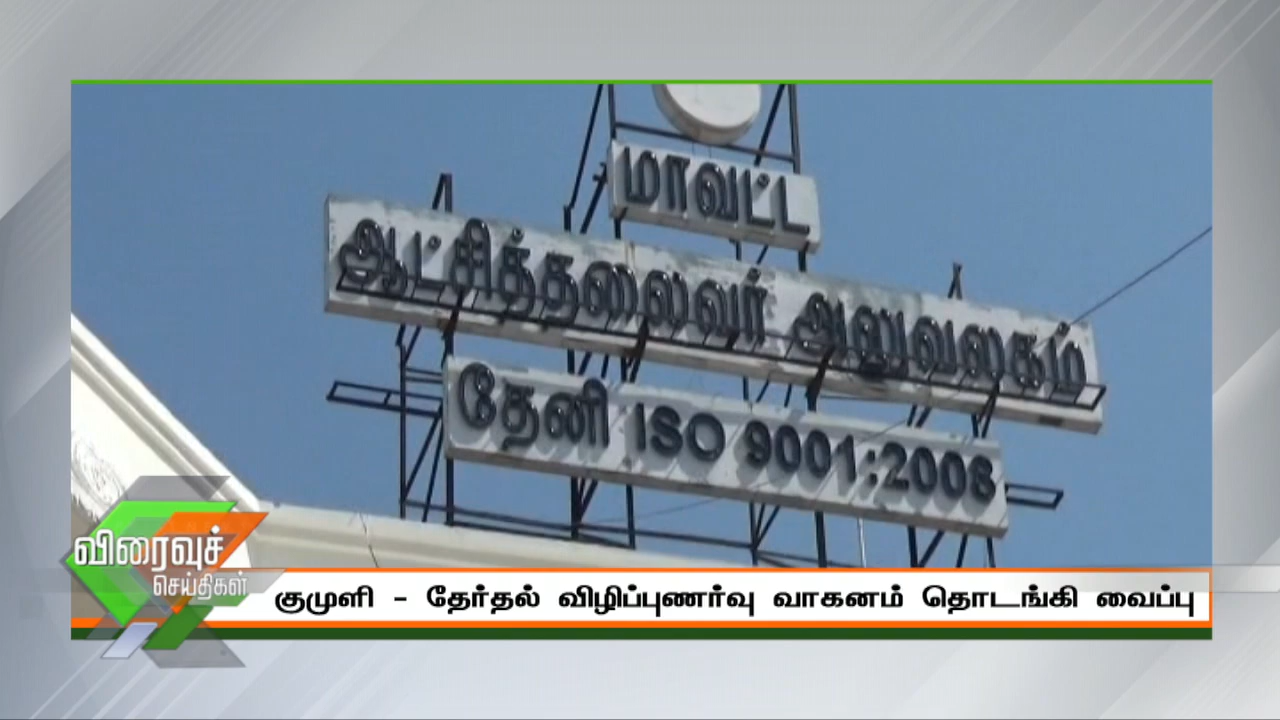 மாவட்ட
ஆட்சித்தலைவர் அலுவலகம்
தேனி ISO 9001:2008
விரைவுச்
செய்திகள்
குமுளி - தேர்தல் விழிப்புணர்வு வாகனம் தொடங்கி வைப்பு